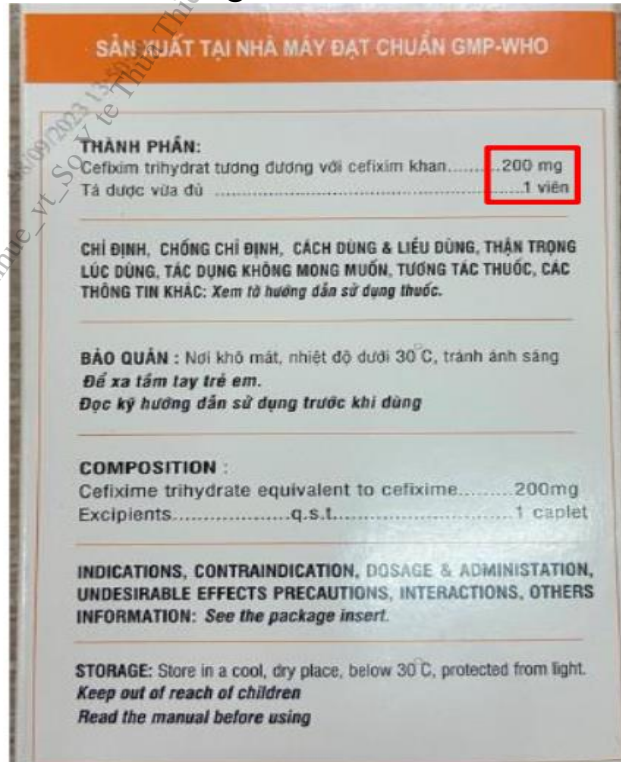 SẢN XUẤT TẠI NHÀ MÁY ĐẠT CHUẨN GMP-WHO
THÀNH PHẦN:
Cefixim trihydrat tương đương với cefixim khan..........200 mg
Tá dược vừa đủ ..................................................1 viên
CHỈ ĐỊNH, CHỐNG CHỈ ĐỊNH, CÁCH DÙNG & LIỀU DÙNG, THẬN TRỌNG
LÚC DÙNG, TÁC DỤNG KHÔNG MONG MUỐN, TƯƠNG TÁC THUỐC, CÁC
THÔNG TIN KHÁC: Xem tờ hướng dẫn sử dụng thuốc.
BẢO QUẢN : Nơi khô mát, nhiệt độ dưới 30°C, tránh ánh sáng
Để xa tầm tay trẻ em.
Đọc kỹ hướng dẫn sử dụng trước khi dùng
COMPOSITION :
Cefixime trihydrate equivalent to cefixime.........200mg
Excipients...................q.s.t.............................1 caplet
INDICATIONS, CONTRAINDICATION, DOSAGE & ADMINISTATION,
UNDESIRABLE EFFECTS PRECAUTIONS, INTERACTIONS, OTHERS
INFORMATION: See the package insert.
STORAGE: Store in a cool, dry place, below 30°C, protected from light.
Keep out of reach of children
Read the manual before using